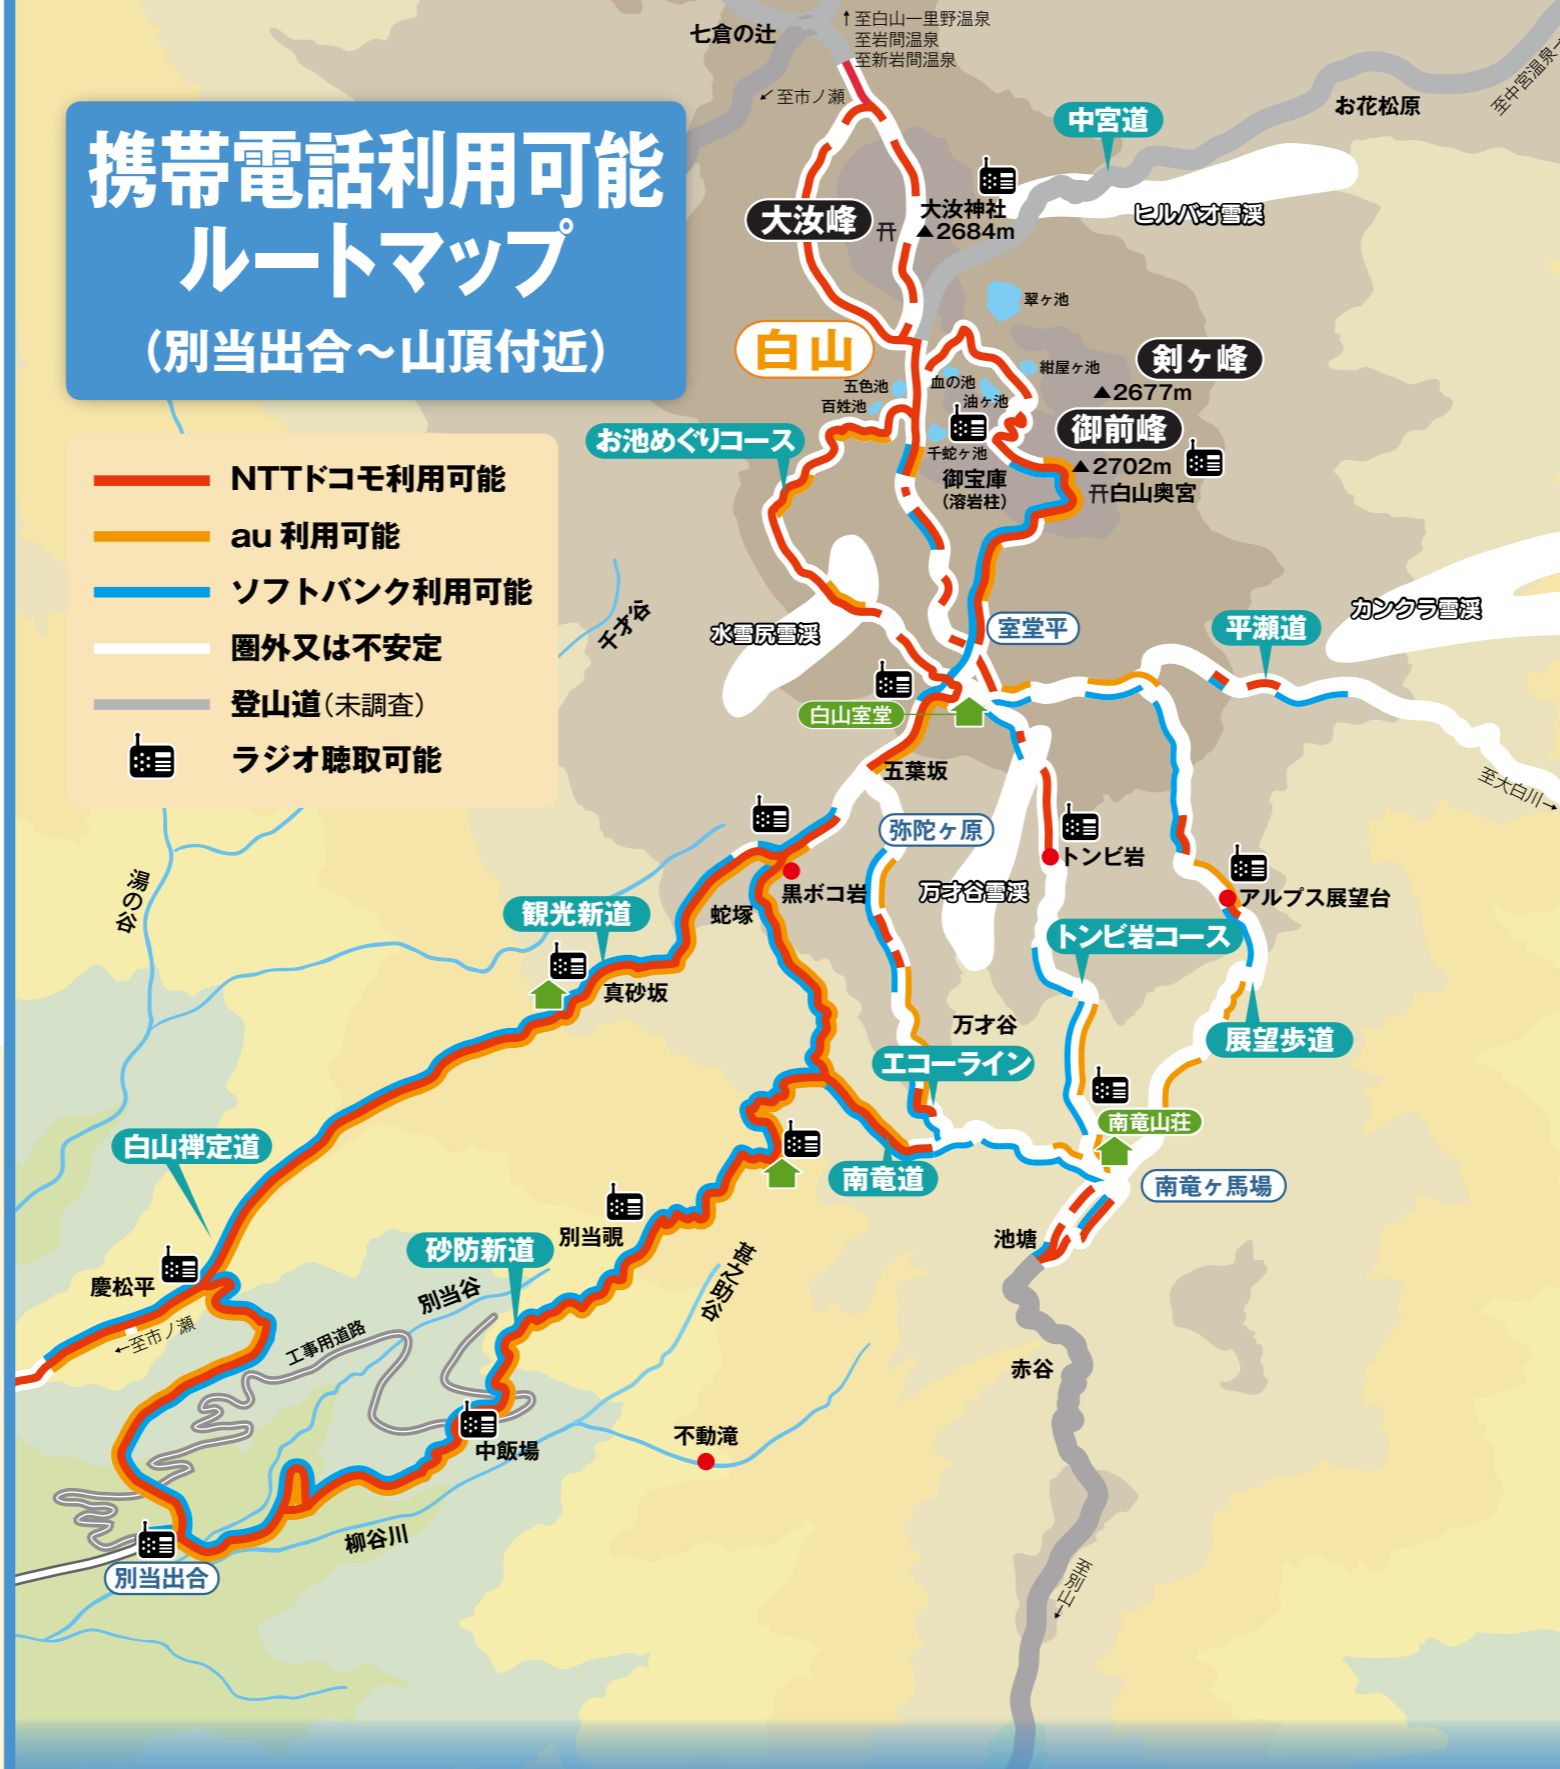 携帯電話利用可能
ルートマップ
（別当出合～山頂付近）
NTTドコモ利用可能
au 利用可能
ソフトバンク利用可能
圏外又は不安定
登山道（未調査）
ラジオ聴取可能
七倉の辻
↑至白山一里野温泉
至岩間温泉
至新岩間温泉
↙至市ノ瀬
至中宮温泉→
お花松原
中宮道
ヒルバオ雪渓
大汝峰
大汝神社
▲2684m
翠ヶ池
白山
五色池
百姓池
血の池
油ヶ池
紺屋ヶ池
剣ヶ峰
▲2677m
御前峰
▲2702m
白山奥宮
千蛇ヶ池
御宝庫
（溶岩柱）
お池めぐりコース
千才谷
水雪尻雪渓
室堂平
平瀬道
カンクラ雪渓
白山室堂
五葉坂
至大白川→
弥陀ヶ原
トンビ岩
黒ボコ岩
万才谷雪渓
アルプス展望台
湯の谷
観光新道
蛇塚
トンビ岩コース
真砂坂
万才谷
展望歩道
エコーライン
南竜山荘
白山禅定道
南竜道
南竜ヶ馬場
別当覗
池塘
砂防新道
甚之助谷
慶松平
別当谷
←至市ノ瀬
工事用道路
赤谷
不動滝
中飯場
柳谷川
別当出合
至別山→